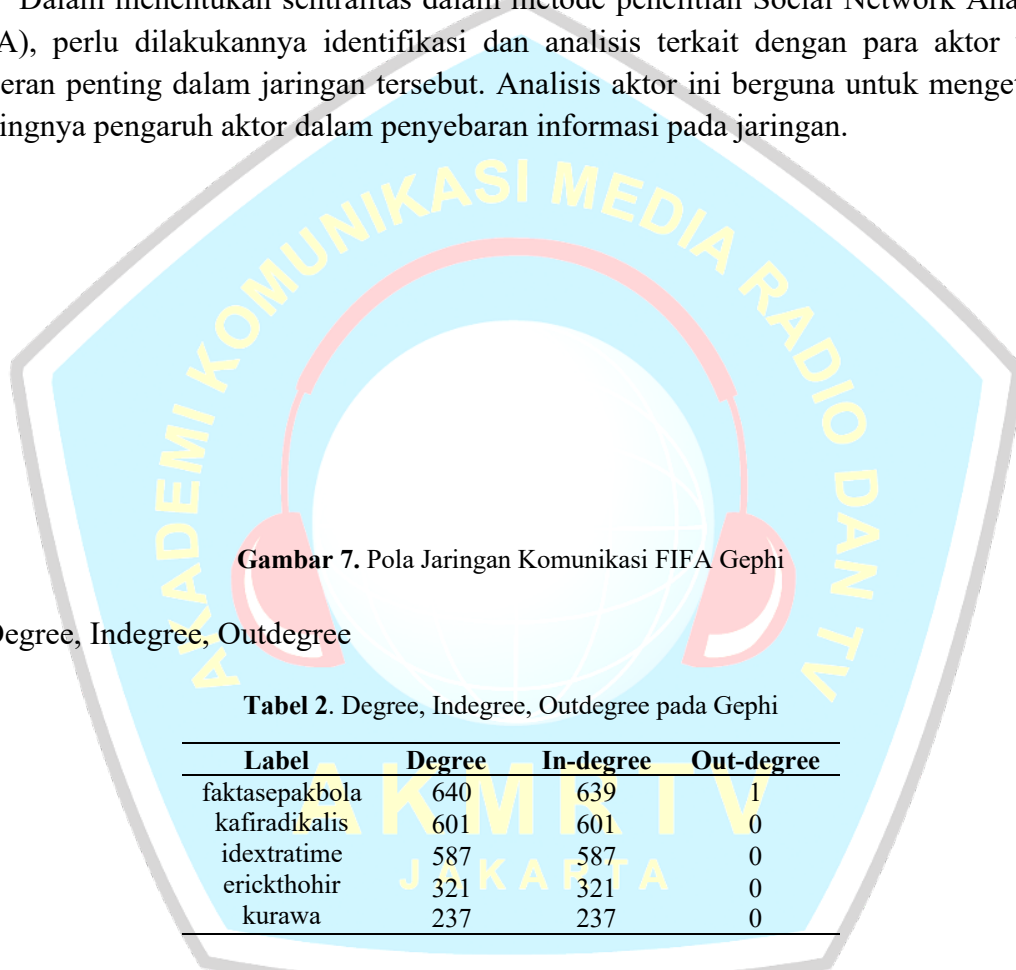 Dalam menentukan sentralitas dalam metode penelitian Social Network Ana
A), perlu dilakukannya identifikasi dan analisis terkait dengan para aktor
eran penting dalam jaringan tersebut. Analisis aktor ini berguna untuk menget
ingnya pengaruh aktor dalam penyebaran informasi pada jaringan.
AKADEMI KOMUNIKASI MEDIA RADIO DAN TV
Gambar 7. Pola Jaringan Komunikasi FIFA Gephi
Degree, Indegree, Outdegree
Tabel 2. Degree, Indegree, Outdegree pada Gephi
Label Degree In-degree Out-degree
faktasepakbola 640 639 1
kafiradikalis 601 601 0
idextratime 587 587 0
erickthohir 321 321 0
kurawa 237 237 0
AKMRTV
JAKARTA